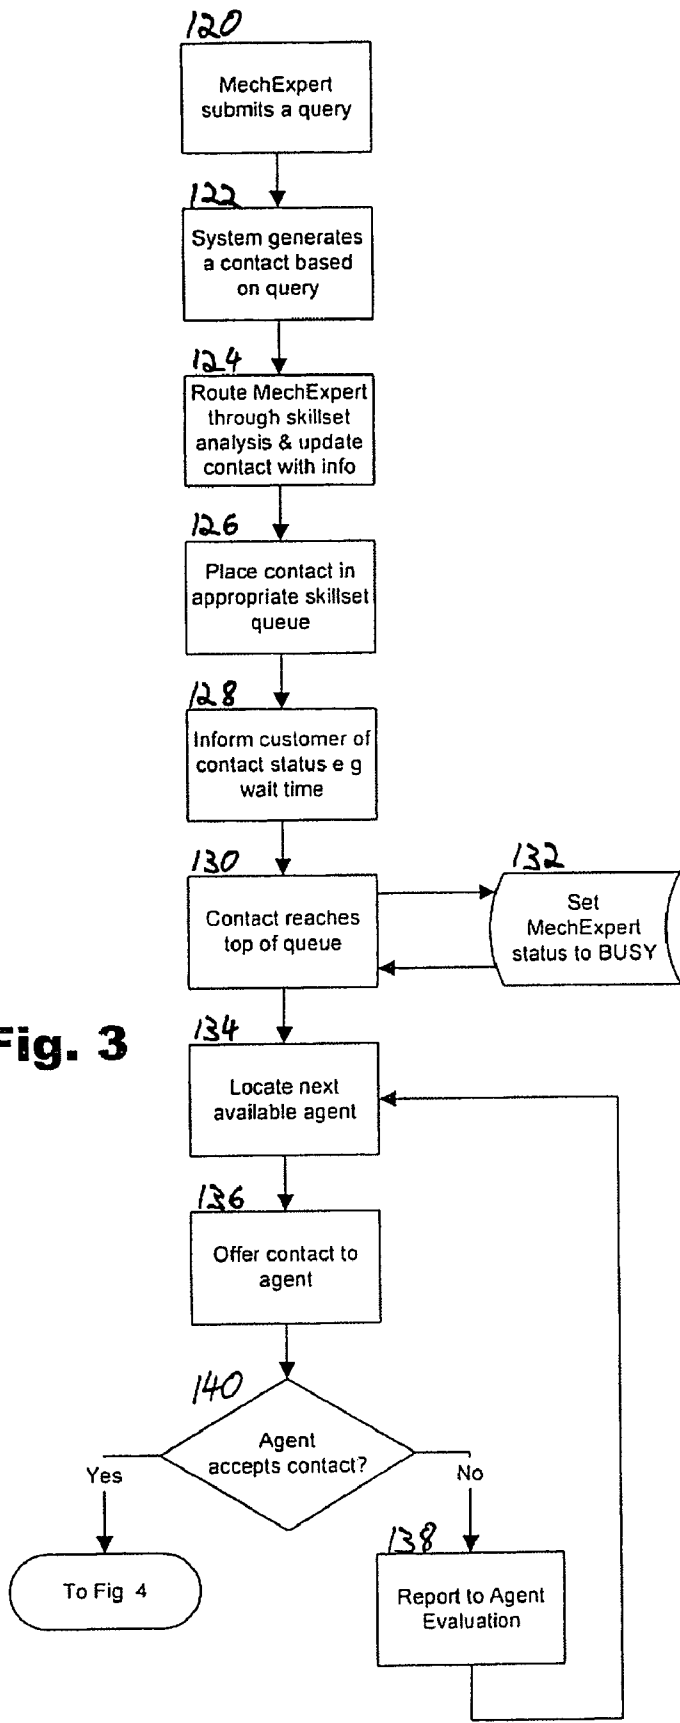 120
MechExpert
submits a query
122
System generates
a contact based
on query
124
Route MechExpert
through skillset
analysis & update
contact with info
126
Place contact in
appropriate skillset
queue
128
Inform customer of
contact status e g
wait time
130
Contact reaches
top of queue
132
Set
MechExpert
status to BUSY
Fig. 3
134
Locate next
available agent
136
Offer contact to
agent
140
Agent
accepts contact?
Yes
No
To Fig 4
138
Report to Agent
Evaluation